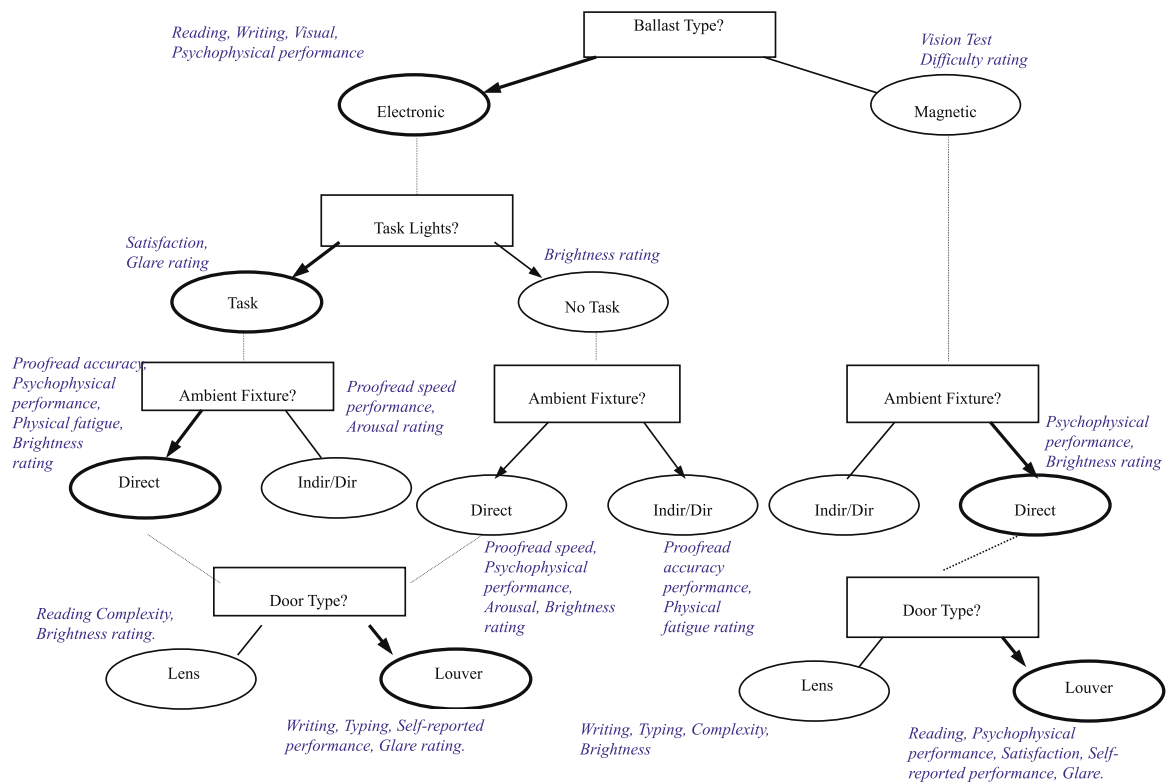 Ballast Type?
Reading, Writing, Visual,
Psychophysical performance
Vision Test
Difficulty rating
Electronic
Magnetic
Task Lights?
Satisfaction,
Glare rating
Brightness rating
Task
No Task
Proofread accuracy,
Psychophysical
performance,
Physical fatigue,
Brightness
rating
Ambient Fixture?
Proofread speed
performance,
Arousal rating
Ambient Fixture?
Ambient Fixture?
Psychophysical
performance,
Brightness rating
Direct
Indir/Dir
Direct
Indir/Dir
Indir/Dir
Direct
Proofread speed,
Psychophysical
performance,
Arousal, Brightness
rating
Proofread
accuracy
performance,
Physical
fatigue rating
Door Type?
Door Type?
Reading Complexity,
Brightness rating.
Lens
Louver
Lens
Louver
Writing, Typing, Self-reported
performance, Glare rating.
Writing, Typing, Complexity,
Brightness
Reading, Psychophysical
performance, Satisfaction, Self-
reported performance, Glare.